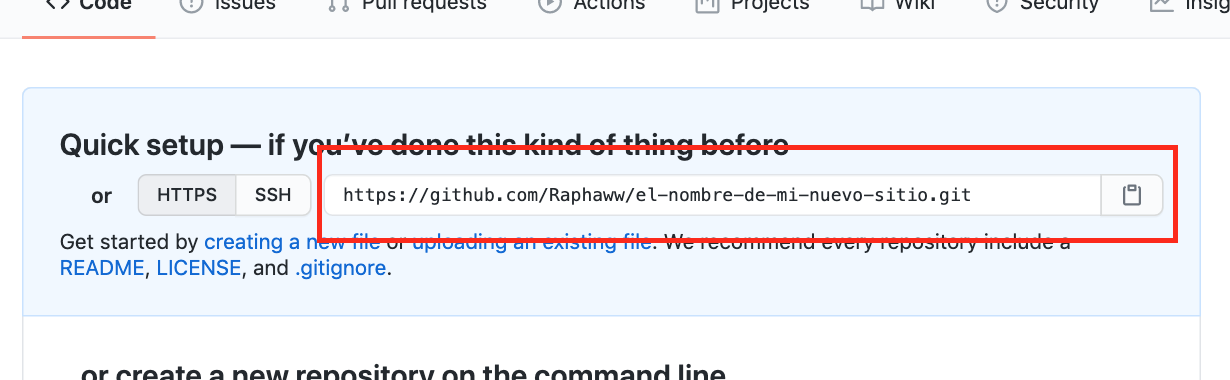 Code Issues Pull requests Actions Projects Wiki Security Insig
Quick setup — if you've done this kind of thing before
or HTTPS SSH https://github.com/Raphaww/el-nombre-de-mi-nuevo-sitio.git
Get started by creating a new file or uploading an existing file. We recommend every repository include a
README, LICENSE, and .gitignore.
...or create a new repository on the command line